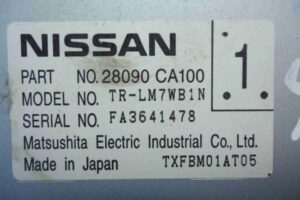 NISSAN
PART NO. 28090 CA100
MODEL NO. TR-LM7WB1N
SERIAL NO. FA3641478
Matsushita Electric Industrial Co., Ltd.
Made in Japan TXFBM01AT05
.1.